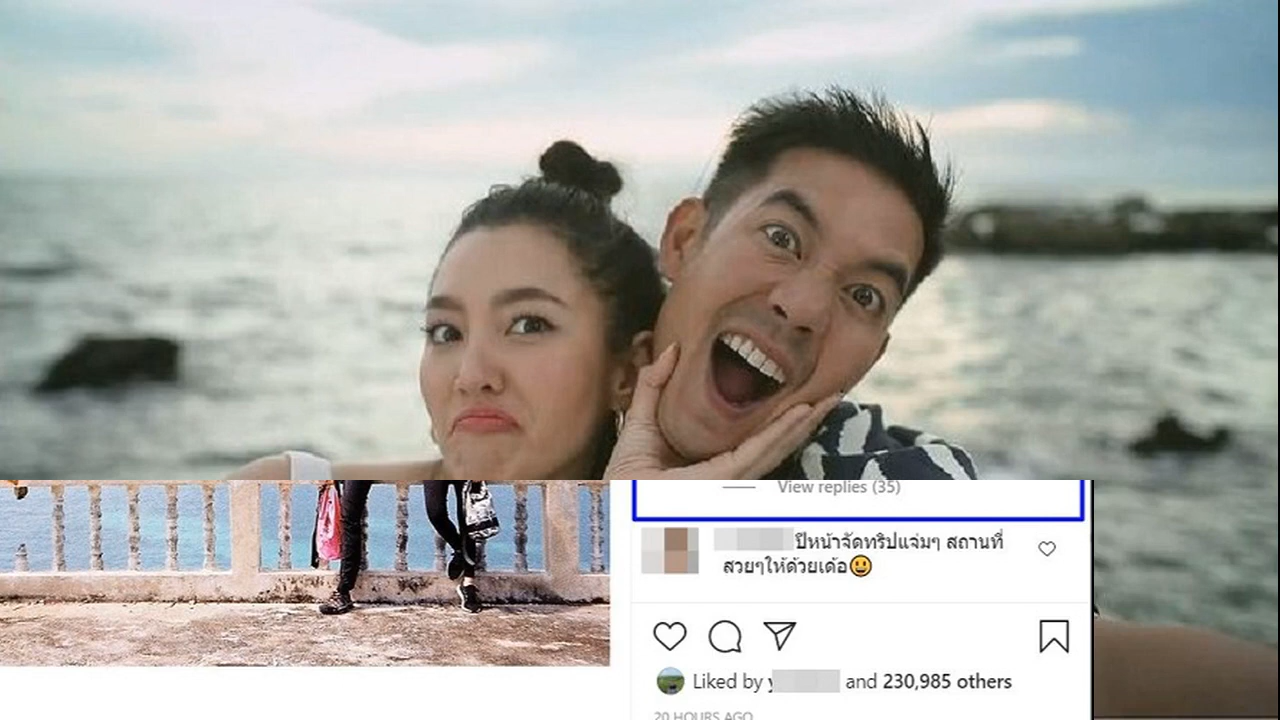 View replies (35)
ปีหน้าจัดทริปแจ่มๆ สถานที่
สวยๆให้ด้วยเด้อ😀
Liked by y and 230,985 others
20 HOURS AGO